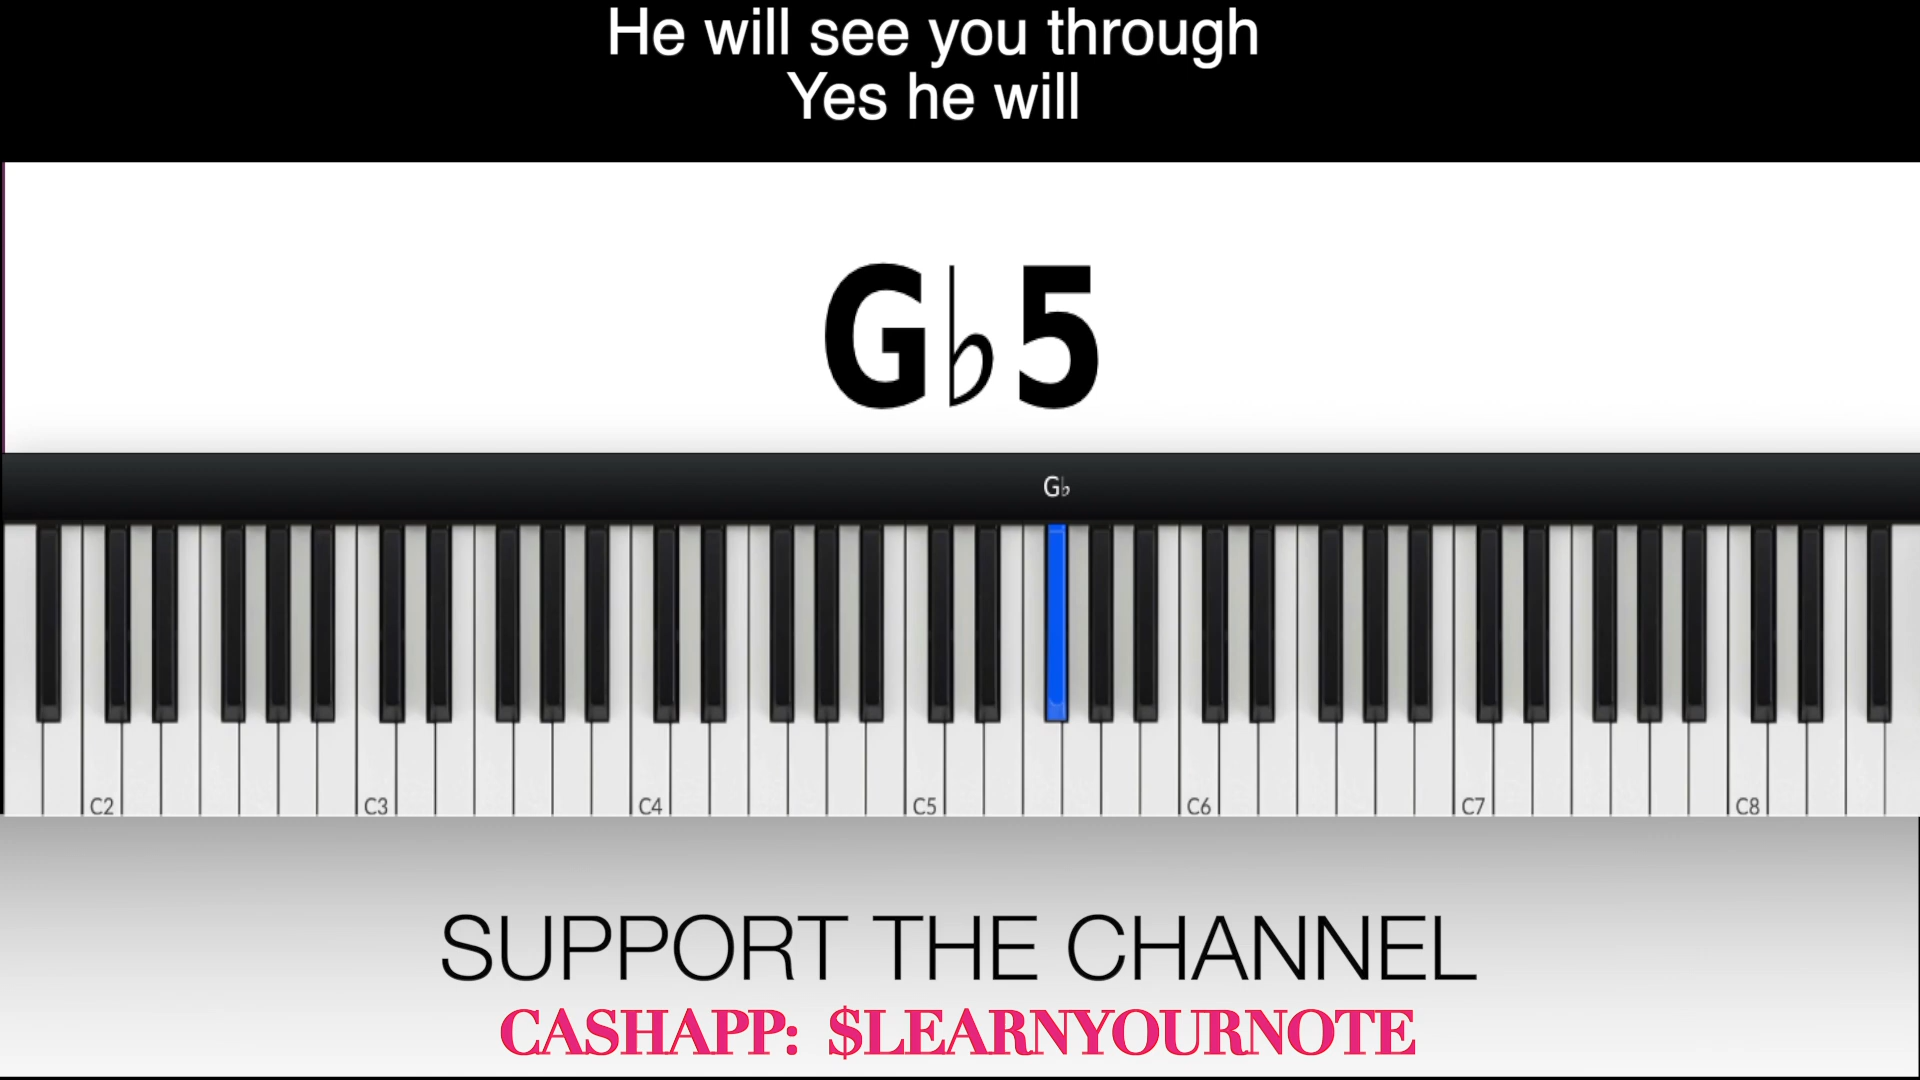 He will see you through
Yes he will
G♭5
G♭
C2 C3 C4 C5 C6 C7 C8
SUPPORT THE CHANNEL
CASHAPP: $LEARNYOURNOTE